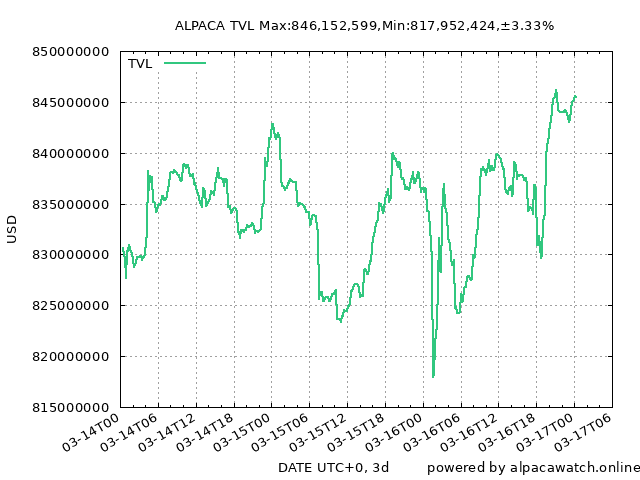 ALPACA TVL Max:846,152,599,Min:817,952,424,±3.33%
TVL
850000000
845000000
840000000
835000000
830000000
825000000
820000000
815000000
USD
03-14T00
03-14T06
03-14T12
03-14T18
03-15T00
03-15T06
03-15T12
03-15T18
03-16T00
03-16T06
03-16T12
03-16T18
03-17T00
03-17T06
DATE UTC+0, 3d
powered by alpacawatch.online